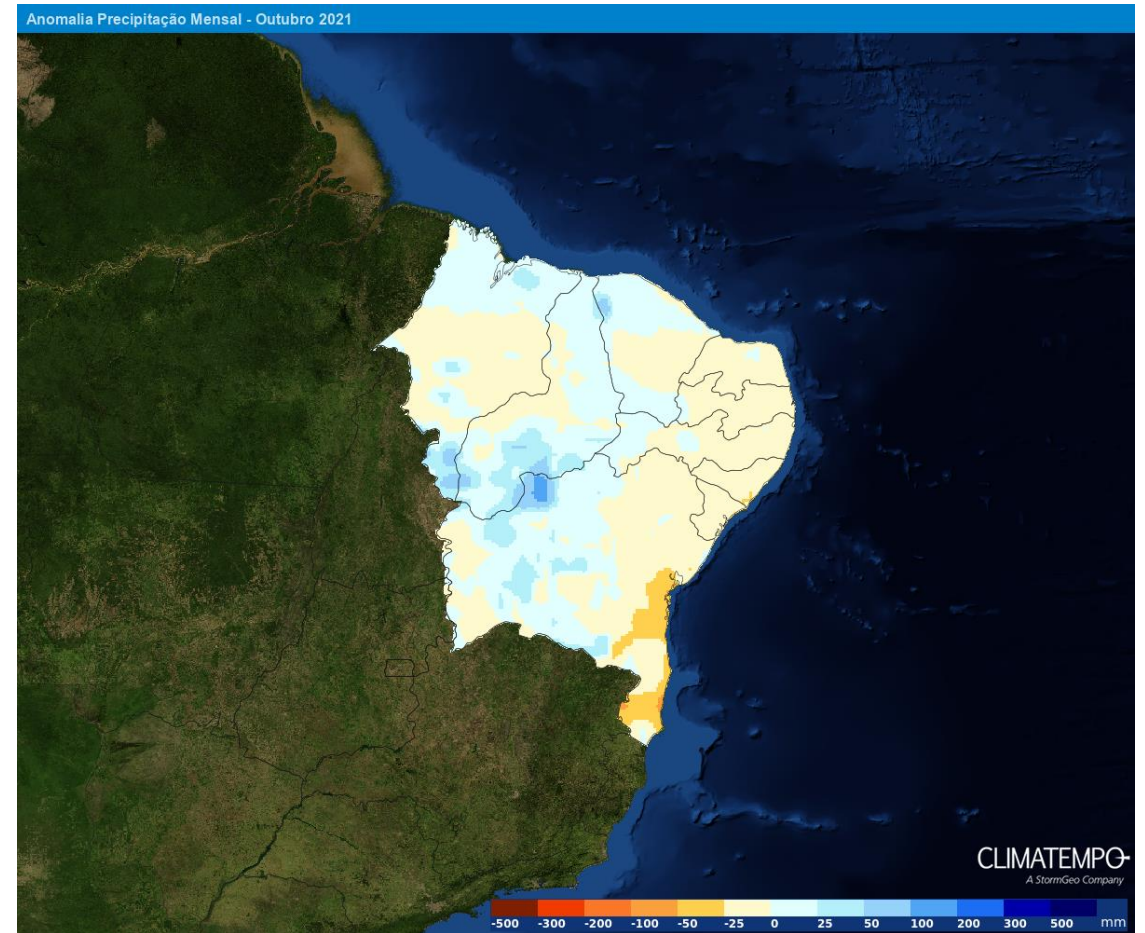 Anomalia Precipitação Mensal - Outubro 2021
CLIMATEMPO
A StormGeo Company
-500 -300 -200 -100 -50 -25 0 25 50 100 200 300 500 mm